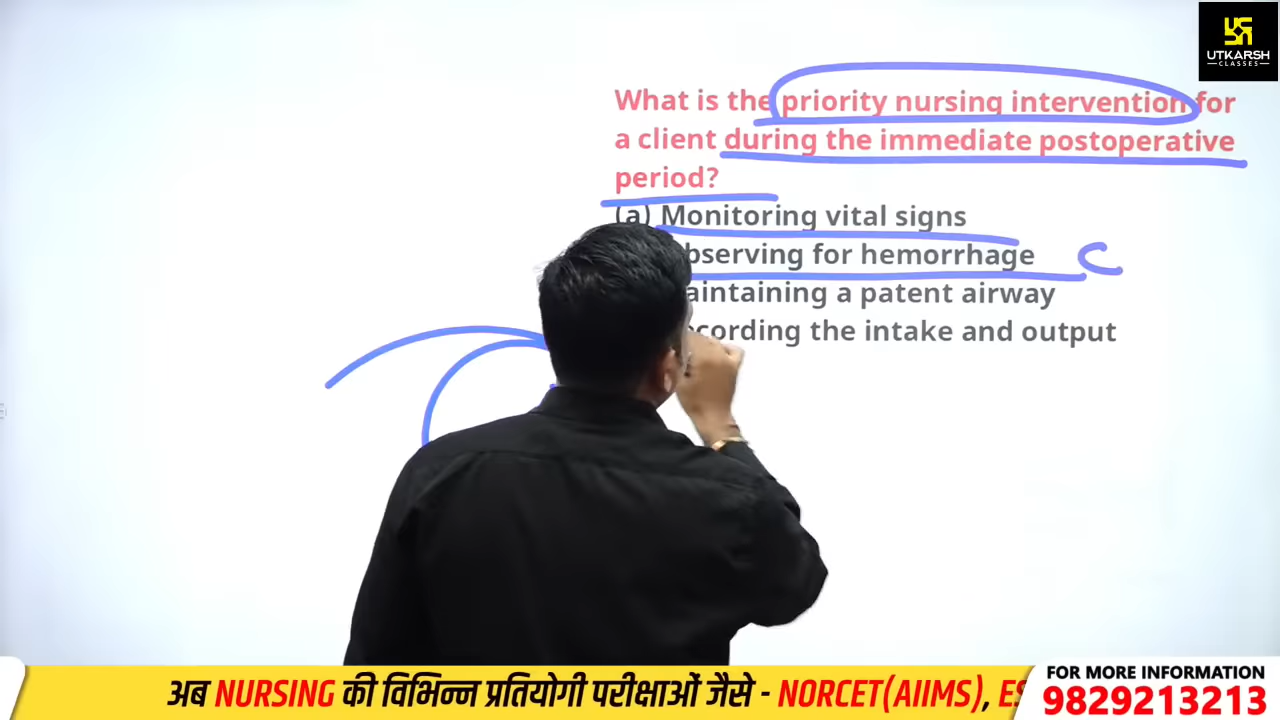 UTKARSH
CLASSES
What is the priority nursing intervention for
a client during the immediate postoperative
period?
(a) Monitoring vital signs
bserving for hemorrhage C
aintaining a patent airway
ecording the intake and output
अब NURSING की विभिन्न प्रतियोगी परीक्षाओं जैसे - NORCET(AIIMS), ES
FOR MORE INFORMATION
9829213213